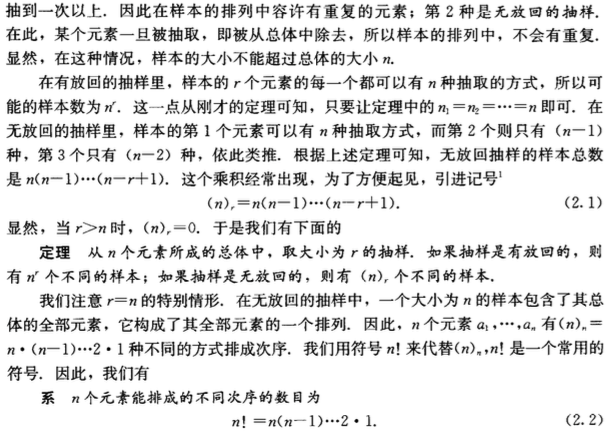 抽到一次以上. 因此在样本的排列中容许有重复的元素；第 2 种是无放回的抽样.
在此，某个元素一旦被抽取，即被从总体中除去，所以样本的排列中，不会有重复.
显然，在这种情况，样本的大小不能超过总体的大小 n.
在有放回的抽样里，样本的 r 个元素的每一个都可以有 n 种抽取的方式，所以可
能的样本数为 nʳ. 这一点从刚才的定理可知，只要让定理中的 n₁=n₂=⋯=n 即可. 在
无放回的抽样里，样本的第 1 个元素可以有 n 种抽取方式，而第 2 个则只有（n−1）
种，第 3 个只有（n−2）种，依此类推. 根据上述定理可知，无放回抽样的样本总数
是 n(n−1)⋯(n−r+1). 这个乘积经常出现，为了方便起见，引进记号¹
(n)ᵣ=n(n−1)⋯(n−r+1). (2.1)
显然，当 r>n 时，(n)ᵣ=0. 于是我们有下面的
定理 从 n 个元素所成的总体中，取大小为 r 的抽样. 如果抽样是有放回的，则
有 nʳ 个不同的样本；如果抽样是无放回的，则有 (n)ᵣ 个不同的样本.
我们注意 r=n 的特别情形. 在无放回的抽样中，一个大小为 n 的样本包含了其总
体的全部元素，它构成了其全部元素的一个排列. 因此，n 个元素 a₁,⋯,aₙ 有(n)ₙ=
n·(n−1)⋯2·1 种不同的方式排成次序. 我们用符号 n! 来代替(n)ₙ,n! 是一个常用的
符号. 因此，我们有
系 n 个元素能排成的不同次序的数目为
n! =n(n−1)⋯2·1. (2.2)